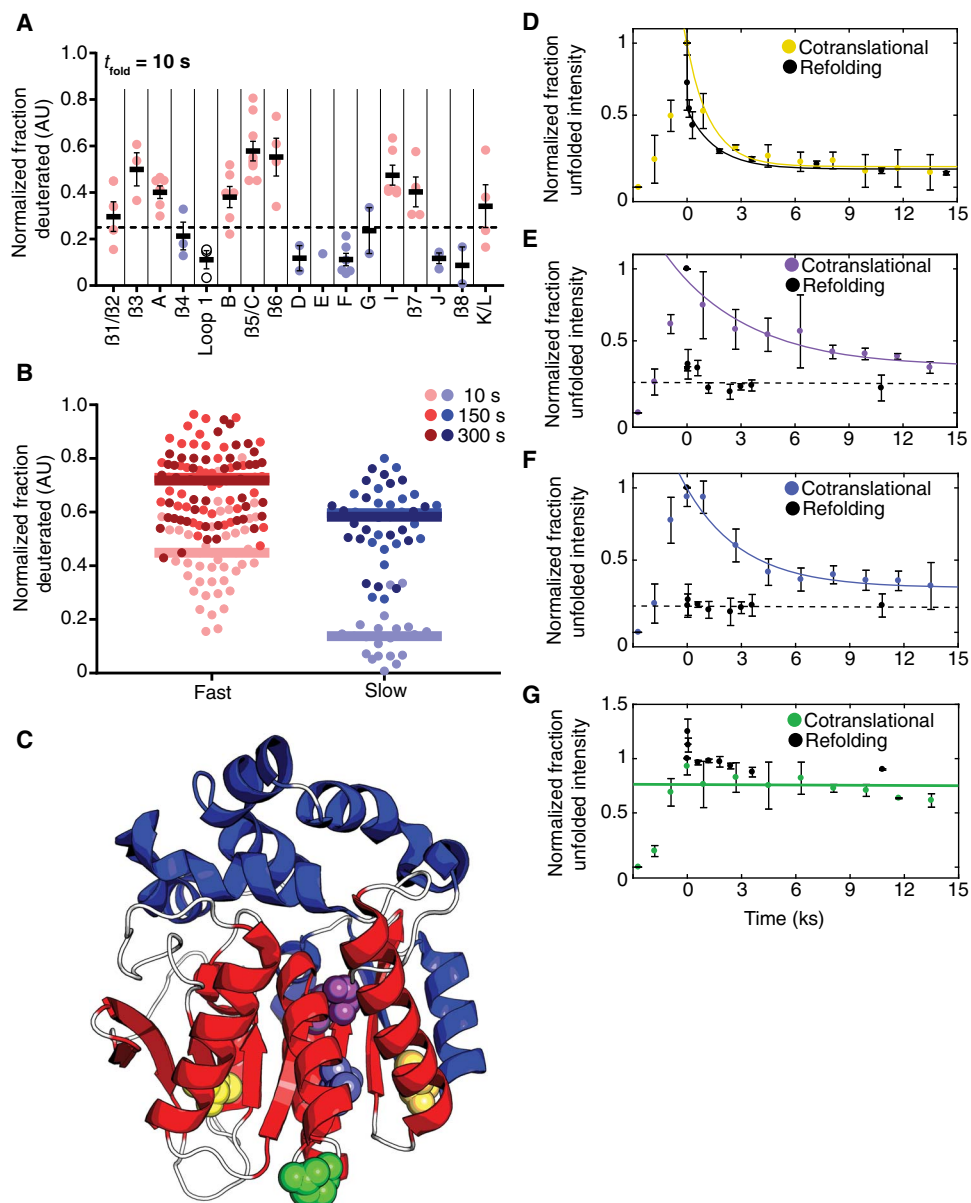 A
t_fold = 10 s
Normalized fraction
deuterated (AU)
1.0
0.8
0.6
0.4
0.2
0
β1/β2
β3
A
β4
Loop 1
B
β5/C
β6
D
E
F
G
I
β7
J
β8
K/L
B
10 s
150 s
300 s
Normalized fraction
deuterated (AU)
1.0
0.8
0.6
0.4
0.2
0
Fast
Slow
C
D
Normalized fraction
unfolded intensity
Cotranslational
Refolding
1
0.5
0
0
3
6
9
12
15
E
Normalized fraction
unfolded intensity
Cotranslational
Refolding
1
0.5
0
0
3
6
9
12
15
F
Normalized fraction
unfolded intensity
Cotranslational
Refolding
1
0.5
0
0
3
6
9
12
15
G
Normalized fraction
unfolded intensity
Cotranslational
Refolding
1.5
1
0.5
0
0
3
6
9
12
15
Time (ks)